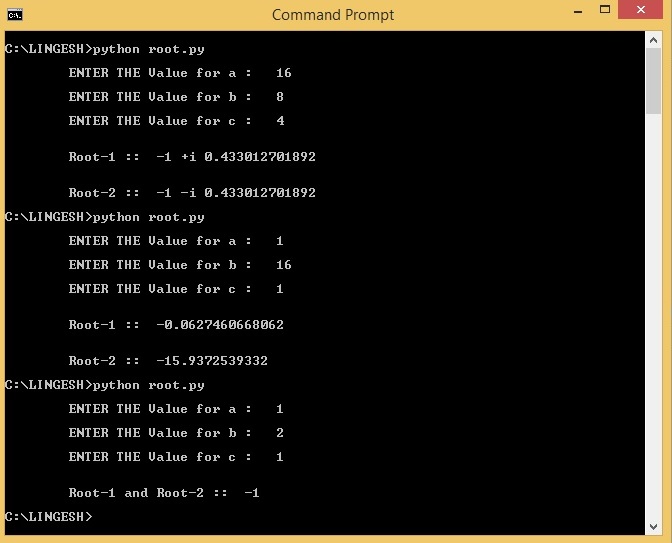 Command Prompt
C:\LINGESH>python root.py
ENTER THE Value for a :   16
ENTER THE Value for b :   8
ENTER THE Value for c :   4
Root-1 ::  -1 +i 0.433012701892
Root-2 ::  -1 -i 0.433012701892
C:\LINGESH>python root.py
ENTER THE Value for a :   1
ENTER THE Value for b :   16
ENTER THE Value for c :   1
Root-1 ::  -0.0627460668062
Root-2 ::  -15.9372539332
C:\LINGESH>python root.py
ENTER THE Value for a :   1
ENTER THE Value for b :   2
ENTER THE Value for c :   1
Root-1 and Root-2 ::  -1
C:\LINGESH>